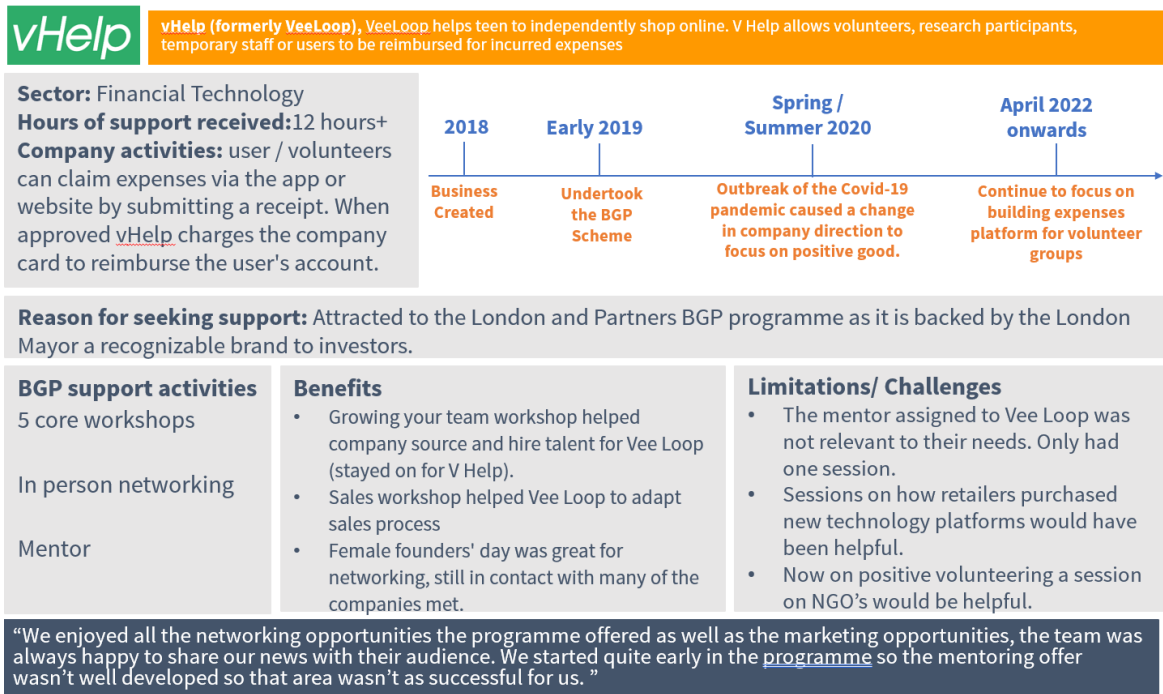 vHelp
vHelp (formerly VeeLoop), VeeLoop helps teen to independently shop online. V Help allows volunteers, research participants,
temporary staff or users to be reimbursed for incurred expenses
Sector: Financial Technology
Hours of support received:12 hours+
Company activities: user / volunteers
can claim expenses via the app or
website by submitting a receipt. When
approved vHelp charges the company
card to reimburse the user's account.
2018
Business
Created
Early 2019
Undertook
the BGP
Scheme
Spring /
Summer 2020
Outbreak of the Covid-19
pandemic caused a change
in company direction to
focus on positive good.
April 2022
onwards
Continue to focus on
building expenses
platform for volunteer
groups
Reason for seeking support: Attracted to the London and Partners BGP programme as it is backed by the London
Mayor a recognizable brand to investors.
BGP support activities
5 core workshops
In person networking
Mentor
Benefits
• Growing your team workshop helped
company source and hire talent for Vee Loop
(stayed on for V Help).
• Sales workshop helped Vee Loop to adapt
sales process
• Female founders' day was great for
networking, still in contact with many of the
companies met.
Limitations/ Challenges
• The mentor assigned to Vee Loop was
not relevant to their needs. Only had
one session.
• Sessions on how retailers purchased
new technology platforms would have
been helpful.
• Now on positive volunteering a session
on NGO’s would be helpful.
“We enjoyed all the networking opportunities the programme offered as well as the marketing opportunities, the team was
always happy to share our news with their audience. We started quite early in the programme so the mentoring offer
wasn’t well developed so that area wasn’t as successful for us. ”